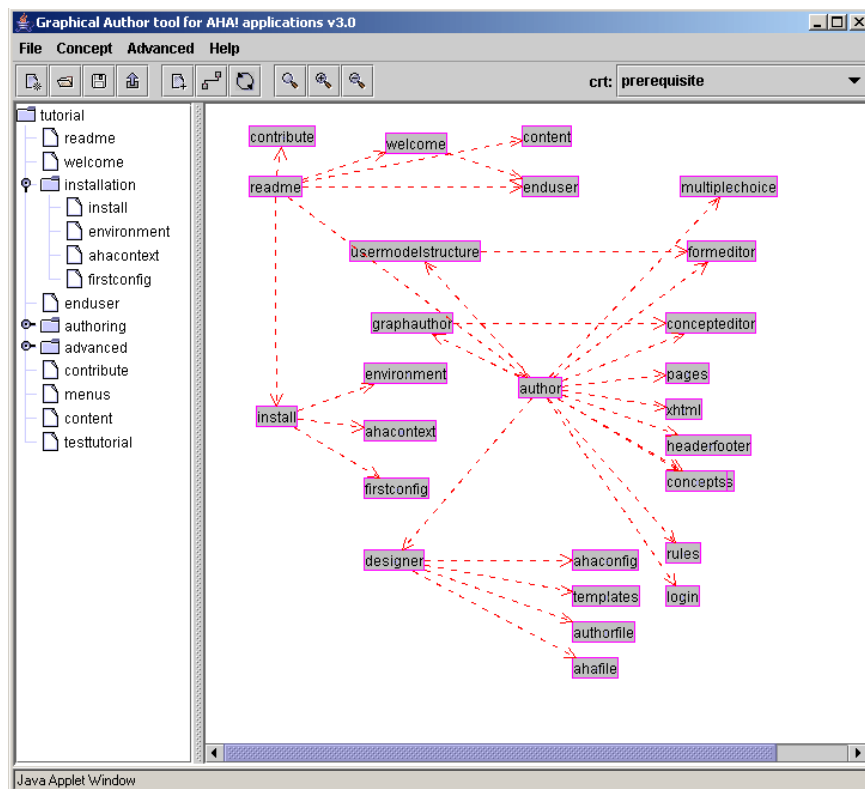 Graphical Author tool for AHA! applications v3.0
File Concept Advanced Help
crt: prerequisite
tutorial
readme
welcome
installation
install
environment
ahacontext
firstconfig
enduser
authoring
advanced
contribute
menus
content
testtutorial
contribute
welcome
content
readme
enduser
multiplechoice
usermodelstructure
formeditor
graphauthor
concepteditor
environment
author
pages
install
xhtml
ahacontext
headerfooter
firstconfig
conceptss
designer
ahaconfig
rules
templates
login
authorfile
ahafile
Java Applet Window